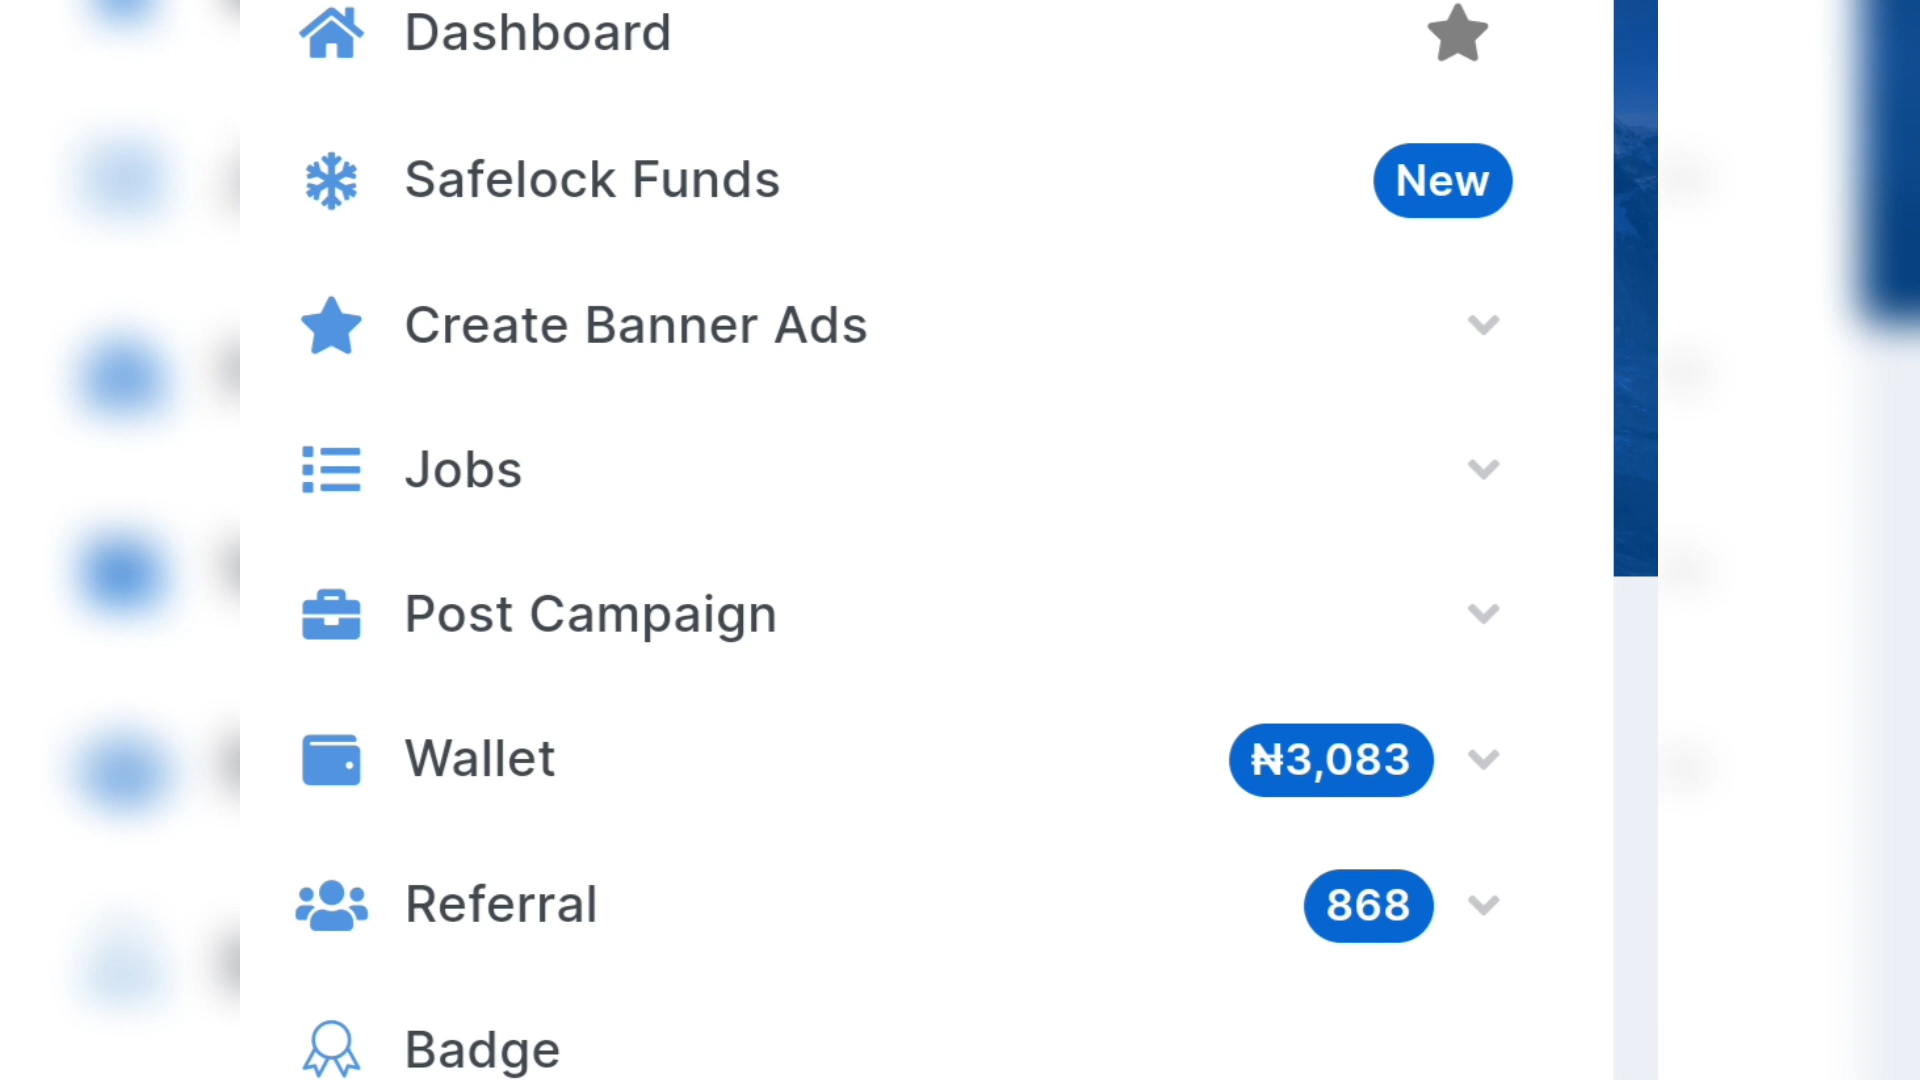 Dashboard
Safelock Funds New
Create Banner Ads
Jobs
Post Campaign
Wallet ₦3,083
Referral 868
Badge